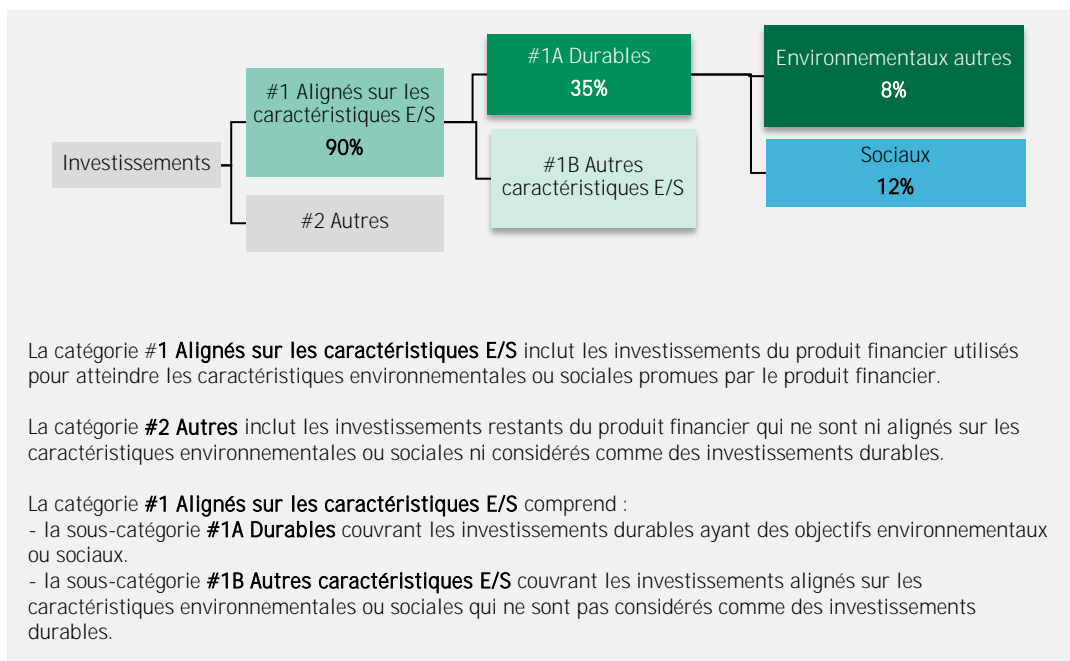 Investissements
#1 Alignés sur les
caractéristiques E/S
90%
#2 Autres
#1A Durables
35%
#1B Autres
caractéristiques E/S
Environnementaux autres
8%
Sociaux
12%
La catégorie #1 Alignés sur les caractéristiques E/S inclut les investissements du produit financier utilisés
pour atteindre les caractéristiques environnementales ou sociales promues par le produit financier.
La catégorie #2 Autres inclut les investissements restants du produit financier qui ne sont ni alignés sur les
caractéristiques environnementales ou sociales ni considérés comme des investissements durables.
La catégorie #1 Alignés sur les caractéristiques E/S comprend :
- la sous-catégorie #1A Durables couvrant les investissements durables ayant des objectifs environnementaux
ou sociaux.
- la sous-catégorie #1B Autres caractéristiques E/S couvrant les investissements alignés sur les
caractéristiques environnementales ou sociales qui ne sont pas considérés comme des investissements
durables.